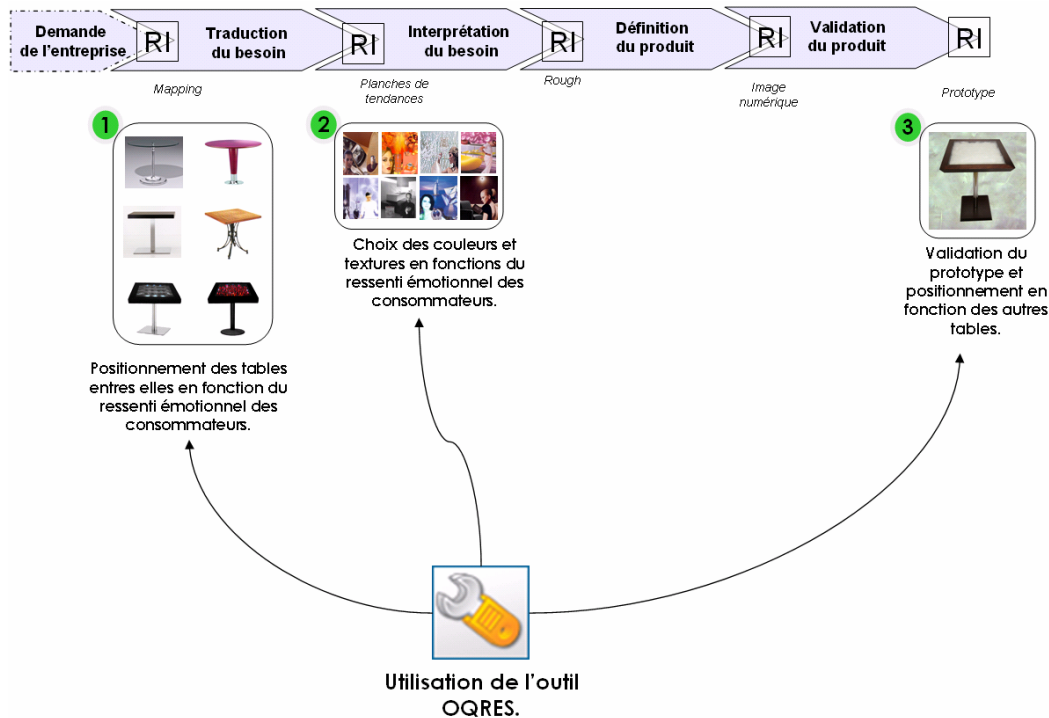 Demande
de l'entreprise
RI
Traduction
du besoin
RI
Interprétation
du besoin
RI
Définition
du produit
RI
Validation
du produit
RI
Mapping
Planches de
tendances
Rough
Image
numérique
Prototype
1
2
3
Positionnement des tables
entres elles en fonction du
ressenti émotionnel des
consommateurs.
Choix des couleurs et
textures en fonctions du
ressenti émotionnel des
consommateurs.
Validation du
prototype et
positionnement en
fonction des autres
tables.
Utilisation de l'outil
OQRES.